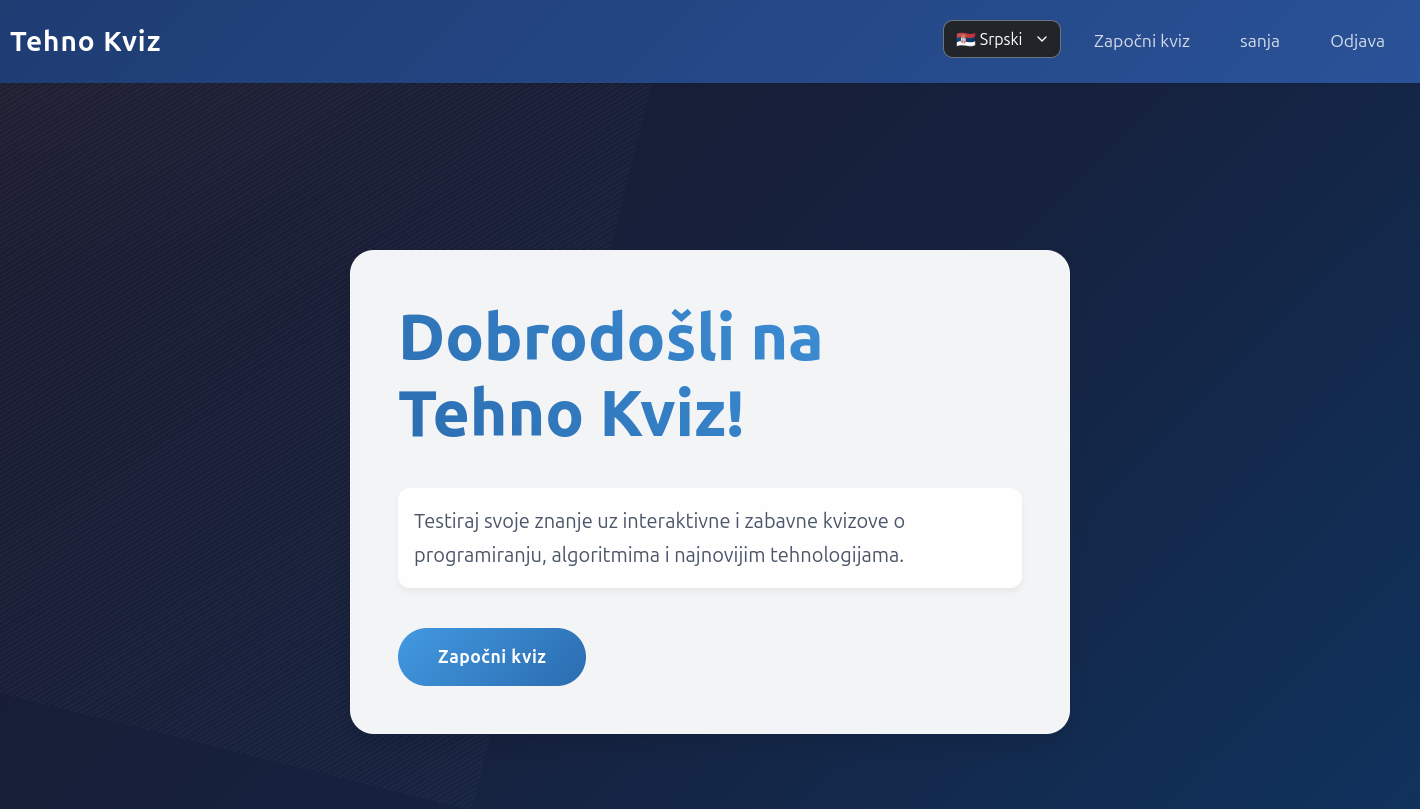 Tehno Kviz
Srpski
Započni kviz
sanja
Odjava
Dobrodošli na
Tehno Kviz!
Testiraj svoje znanje uz interaktivne i zabavne kvizove o
programiranju, algoritmima i najnovijim tehnologijama.
Započni kviz